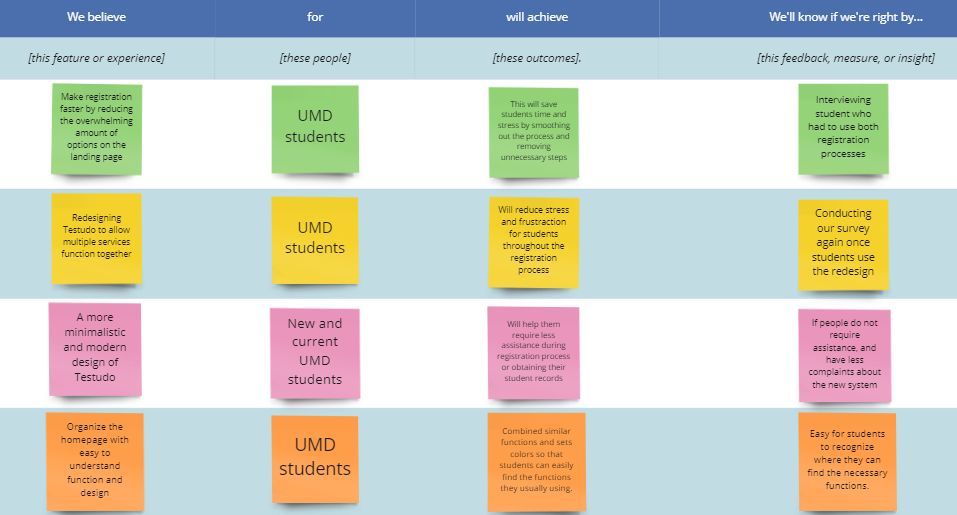 We believe
for
will achieve
We'll know if we're right by...
[this feature or experience]
[these people]
[these outcomes].
[this feedback, measure, or insight]
Make registration
faster by reducing
the overwhelming
amount of
options on the
landing page
UMD
students
This will save
students time and
stress by smoothing
out the process and
removing
unnecessary steps
Interviewing
student who
had to use both
registration
processes
Redesigning
Testudo to allow
multiple services
function together
UMD
students
Will reduce stress
and frustraction
for students
throughout the
registration
process
Conducting
our survey
again once
students use
the redesign
A more
minimalistic
and modern
design of
Testudo
New and
current
UMD
students
Will help them
require less
assistance during
registration process
or obtaining their
student records
If people do not
require
assistance, and
have less
complaints about
the new system
Organize the
homepage with
easy to
understand
function and
design
UMD
students
Combined similar
functions and sets
colors so that
students can easily
find the functions
they usually using.
Easy for students
to recognize
where they can
find the necessary
functions.